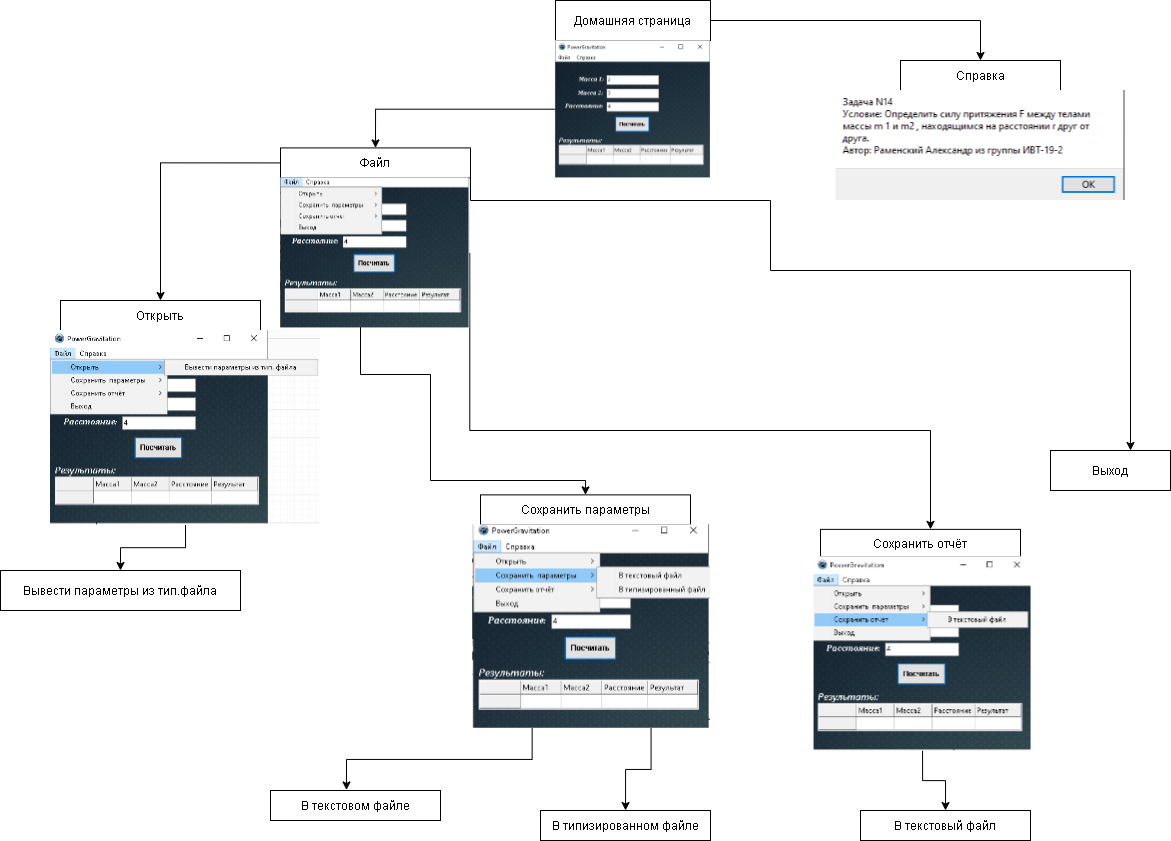 Домашняя страница
PowerGravitation
Файл Справка
Масса 1: 2
Масса 2: 3
Расстояние: 4
Посчитать
Результаты:
Масса1 Масса2 Расстояние Результат
Справка
Задача N14
Условие: Определить силу притяжения F между телами
массы m 1 и m2 , находящимся на расстоянии r друг от
друга.
Автор: Раменский Александр из группы ИВТ-19-2
OK
Файл
Файл Справка
Открыть
Сохранить параметры
Сохранить отчёт
Выход
Расстояние: 4
Посчитать
Результаты:
Масса1 Масса2 Расстояние Результат
Открыть
PowerGravitation
Файл Справка
Открыть Вывести параметры из тип. файла
Сохранить параметры
Сохранить отчёт
Выход
Расстояние: 4
Посчитать
Результаты:
Масса1 Масса2 Расстояние Результат
Выход
Сохранить параметры
PowerGravitation
Файл Справка
Открыть
Сохранить параметры В текстовый файл
Сохранить отчёт В типизированный файл
Выход
Расстояние: 4
Посчитать
Результаты:
Масса1 Масса2 Расстояние Результат
Сохранить отчёт
PowerGravitation
Файл Справка
Открыть
Сохранить параметры
Сохранить отчёт В текстовый файл
Выход
Расстояние: 4
Посчитать
Результаты:
Масса1 Масса2 Расстояние Результат
Вывести параметры из тип.файла
В текстовом файле
В типизированном файле
В текстовый файл